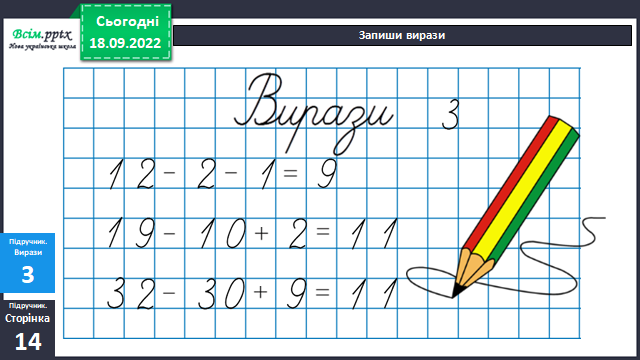 Всім.pptx
Нова українська школа
Сьогодні
18.09.2022
Запиши вирази
Вирази 3
12 - 2 - 1 = 9
19 - 10 + 2 = 11
32 - 30 + 9 = 11
Підручник.
Вирази
3
Підручник.
Сторінка
14